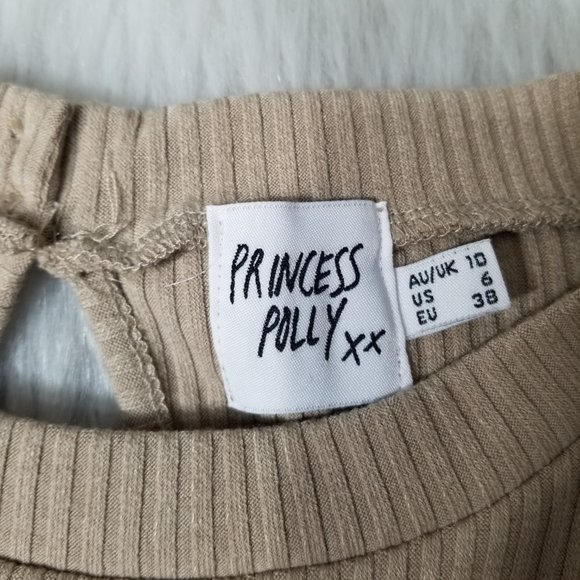 PRINCESS
POLLY xx
AU/UK 10
US 6
EU 38